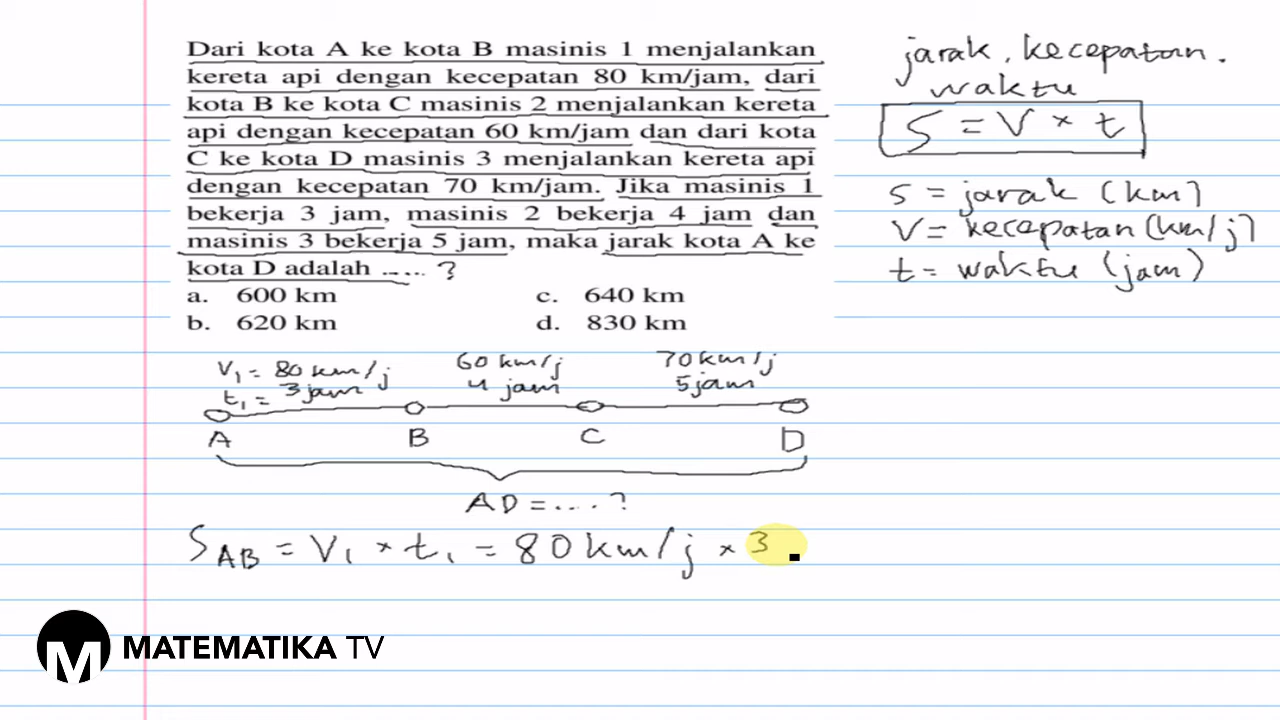 Dari kota A ke kota B masinis 1 menjalankan
kereta api dengan kecepatan 80 km/jam, dari
kota B ke kota C masinis 2 menjalankan kereta
api dengan kecepatan 60 km/jam dan dari kota
C ke kota D masinis 3 menjalankan kereta api
dengan kecepatan 70 km/jam. Jika masinis 1
bekerja 3 jam, masinis 2 bekerja 4 jam dan
masinis 3 bekerja 5 jam, maka jarak kota A ke
kota D adalah ...... ?
a. 600 km c. 640 km
b. 620 km d. 830 km
jarak, kecepatan.
waktu
S = V × t
s = jarak (km)
V = kecepatan (km/j)
t = waktu (jam)
V₁ = 80 km/j 60 km/j 70 km/j
t₁ = 3 jam 4 jam 5 jam
A B C D
AD = .... ?
S_AB = V₁ × t₁ = 80 km/j × 3
MATEMATIKA TV